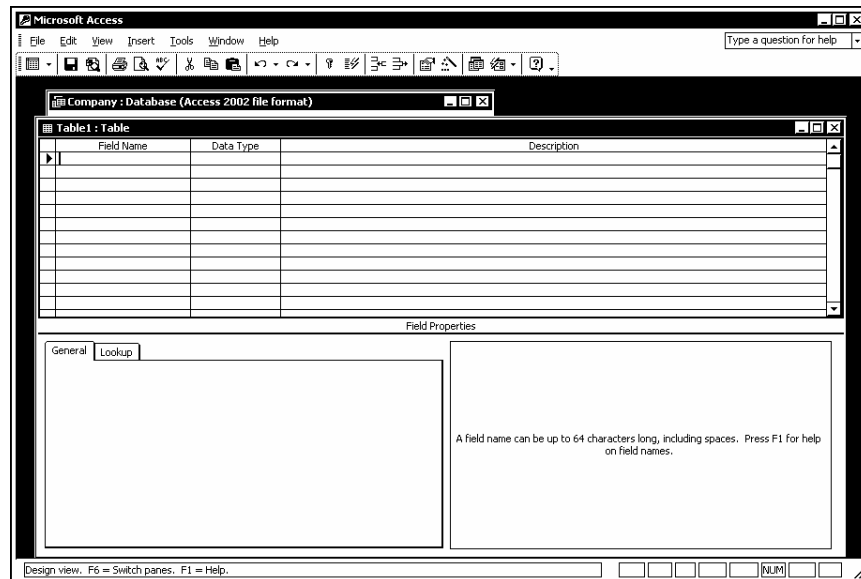 Microsoft Access
File Edit View Insert Tools Window Help
Type a question for help
ABC
Company : Database (Access 2002 file format)
Table1 : Table
Field Name Data Type Description
Field Properties
General Lookup
A field name can be up to 64 characters long, including spaces. Press F1 for help
on field names.
Design view. F6 = Switch panes. F1 = Help.
NUM